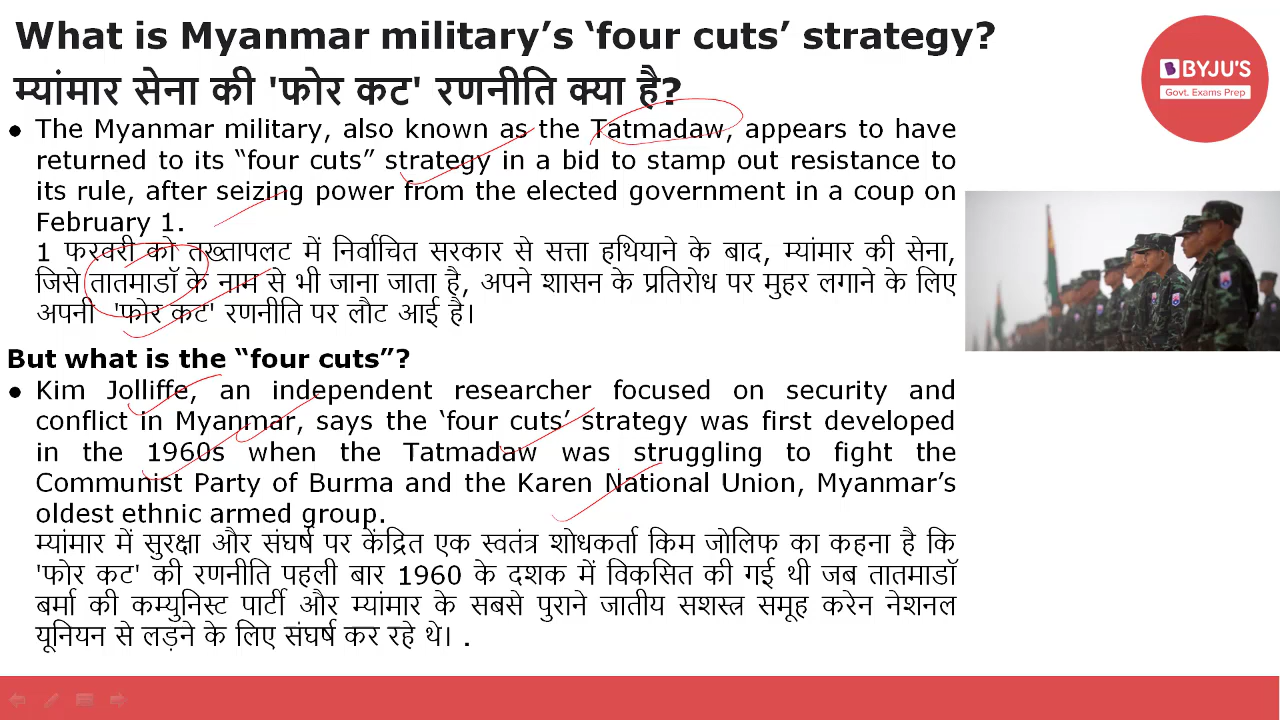 What is Myanmar military’s ‘four cuts’ strategy?
म्यांमार सेना की 'फोर कट' रणनीति क्या है?
BYJU'S
Govt. Exams Prep
● The Myanmar military, also known as the Tatmadaw, appears to have
returned to its “four cuts” strategy in a bid to stamp out resistance to
its rule, after seizing power from the elected government in a coup on
February 1.
1 फरवरी को तख्तापलट में निर्वाचित सरकार से सत्ता हथियाने के बाद, म्यांमार की सेना,
जिसे तातमाडॉ के नाम से भी जाना जाता है, अपने शासन के प्रतिरोध पर मुहर लगाने के लिए
अपनी 'फोर कट' रणनीति पर लौट आई है।
But what is the “four cuts”?
● Kim Jolliffe, an independent researcher focused on security and
conflict in Myanmar, says the ‘four cuts’ strategy was first developed
in the 1960s when the Tatmadaw was struggling to fight the
Communist Party of Burma and the Karen National Union, Myanmar’s
oldest ethnic armed group.
म्यांमार में सुरक्षा और संघर्ष पर केंद्रित एक स्वतंत्र शोधकर्ता किम जोलिफ का कहना है कि
'फोर कट' की रणनीति पहली बार 1960 के दशक में विकसित की गई थी जब तातमाडॉ
बर्मा की कम्युनिस्ट पार्टी और म्यांमार के सबसे पुराने जातीय सशस्त्र समूह करेन नेशनल
यूनियन से लड़ने के लिए संघर्ष कर रहे थे। .